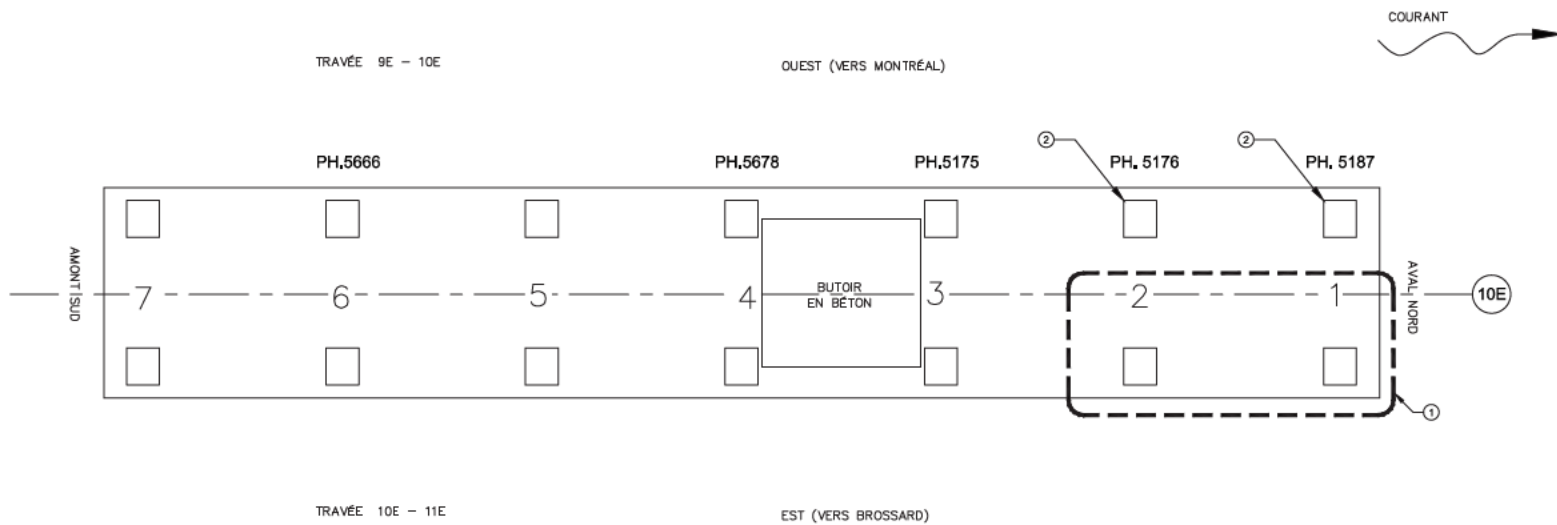 COURANT
TRAVÉE 9E - 10E
OUEST (VERS MONTRÉAL)
② ②
PH.5666 PH.5678 PH.5175 PH. 5176 PH. 5187
AMONT SUD
7 6 5 4 3 2 1
BUTOIR
EN BÉTON
AVAL NORD
10E
①
TRAVÉE 10E - 11E
EST (VERS BROSSARD)